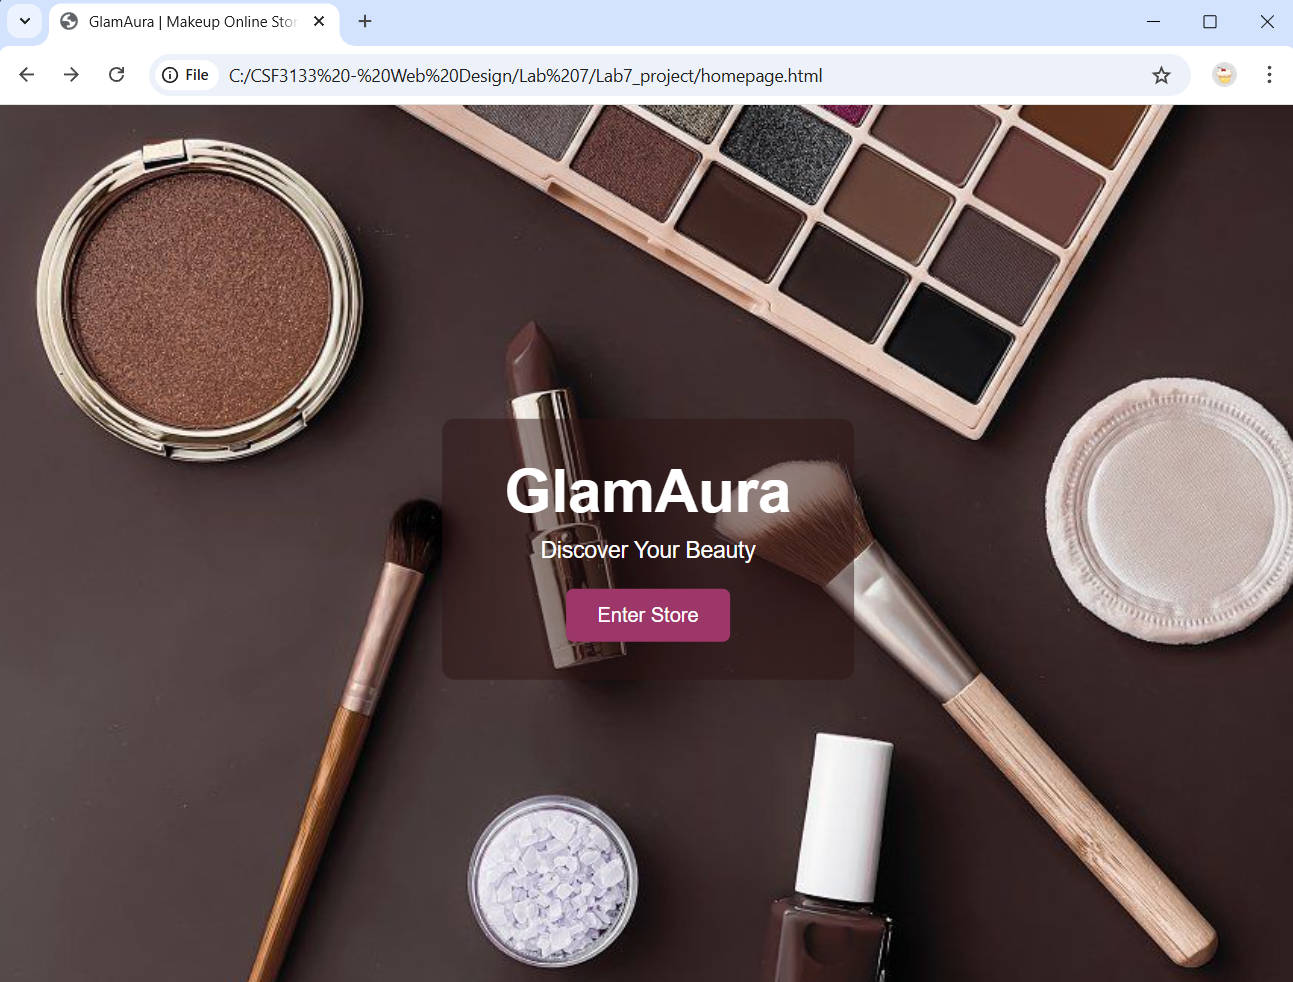 GlamAura | Makeup Online Stor
File
C:/CSF3133%20-%20Web%20Design/Lab%207/Lab7_project/homepage.html
GlamAura
Discover Your Beauty
Enter Store